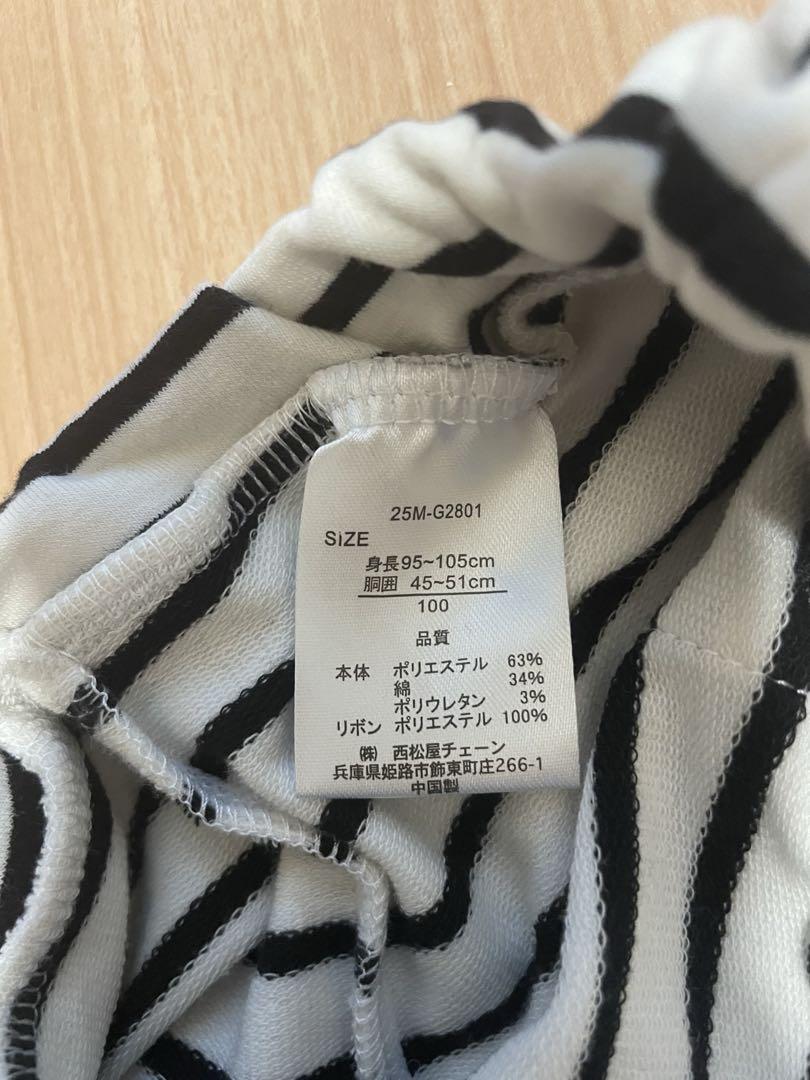 25M-G2801
SIZE
身長95~105cm
胴囲 45~51cm
100
品質
本体 ポリエステル 63%
綿 34%
ポリウレタン 3%
リボン ポリエステル 100%
㈱ 西松屋チェーン
兵庫県姫路市飾東町庄266-1
中国製